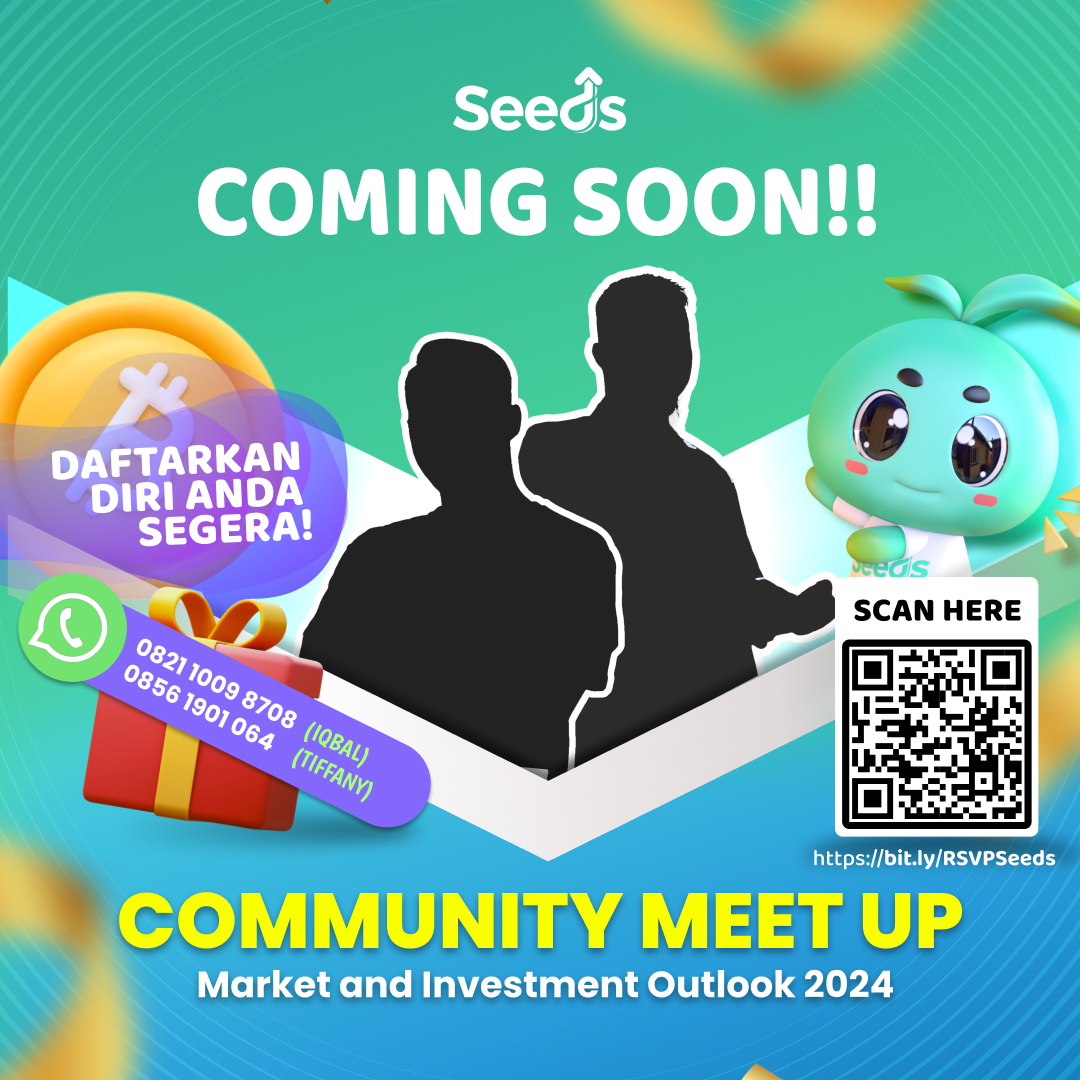 Seeds
COMING SOON!!
DAFTARKAN
DIRI ANDA
SEGERA!
0821 1009 8708 (IQBAL)
0856 1901 064 (TIFFANY)
Seeds
SCAN HERE
https://bit.ly/RSVPSeeds
COMMUNITY MEET UP
Market and Investment Outlook 2024